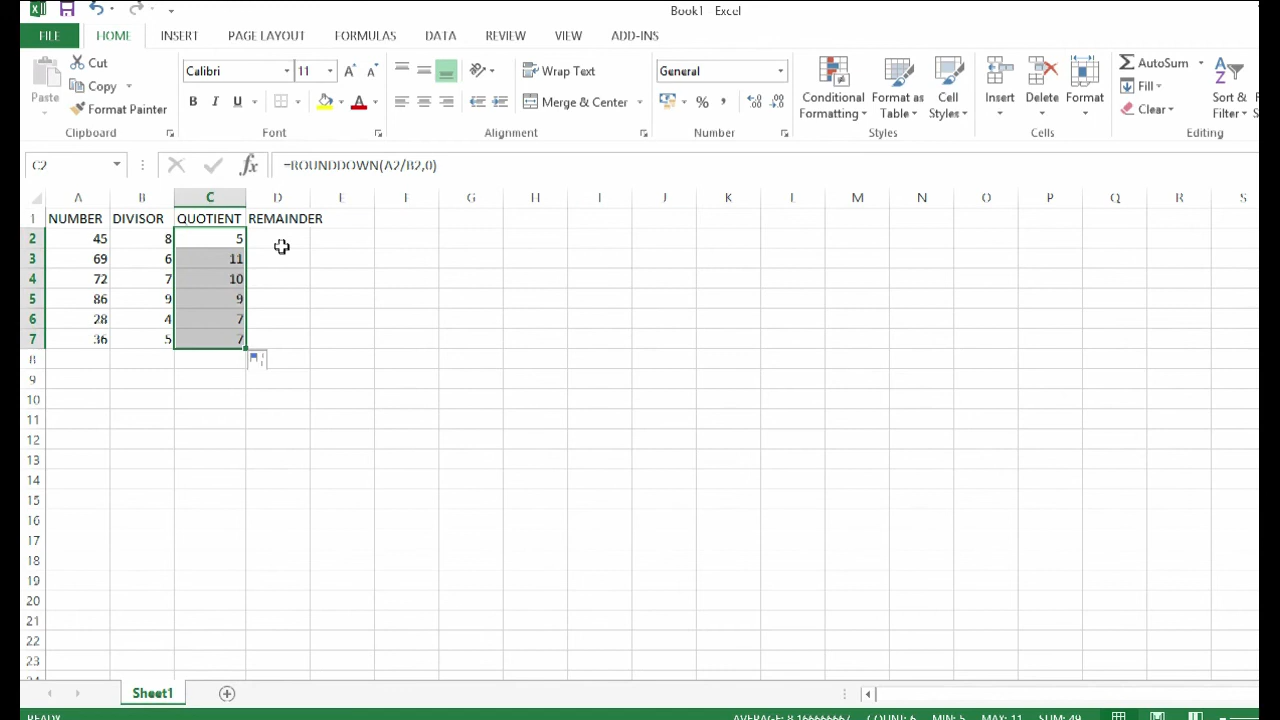 Book1 - Excel
FILE HOME INSERT PAGE LAYOUT FORMULAS DATA REVIEW VIEW ADD-INS
Cut
Copy
Format Painter
Paste
Clipboard
Calibri 11
B I U
Font
Wrap Text
Merge & Center
Alignment
General
%
Number
Conditional Formatting
Format as Table
Cell Styles
Styles
Insert Delete Format
Cells
AutoSum
Fill
Clear
Sort &
Filter
Editing
C2 fx =ROUNDDOWN(A2/B2,0)
A B C D E F G H I J K L M N O P Q R S
1 NUMBER DIVISOR QUOTIENT REMAINDER
2 45 8 5
3 69 6 11
4 72 7 10
5 86 9 9
6 28 4 7
7 36 5 7
8
9
10
11
12
13
14
15
16
17
18
19
20
21
22
23
Sheet1
READY AVERAGE: 8.166666667 COUNT: 6 MIN: 5 MAX: 11 SUM: 49